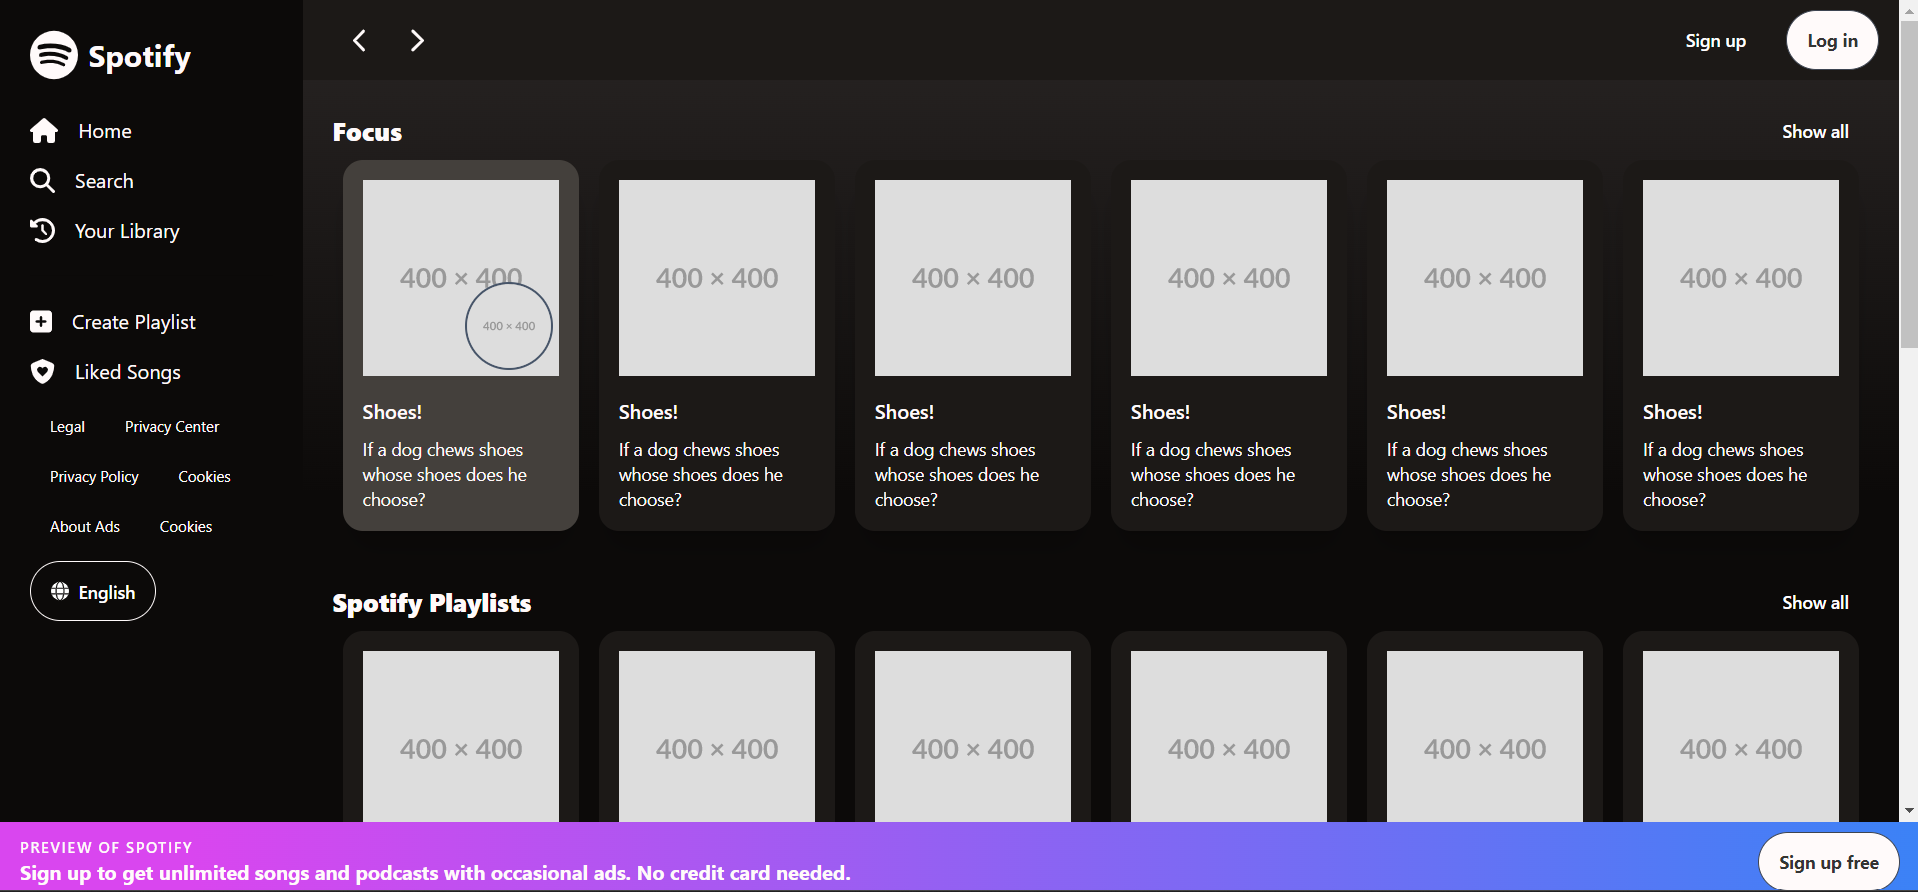 Spotify
Home
Search
Your Library
Create Playlist
Liked Songs
Legal Privacy Center
Privacy Policy Cookies
About Ads Cookies
English
Sign up Log in
Focus Show all
400 × 400
400 × 400
Shoes!
If a dog chews shoes
whose shoes does he
choose?
400 × 400
Shoes!
If a dog chews shoes
whose shoes does he
choose?
400 × 400
Shoes!
If a dog chews shoes
whose shoes does he
choose?
400 × 400
Shoes!
If a dog chews shoes
whose shoes does he
choose?
400 × 400
Shoes!
If a dog chews shoes
whose shoes does he
choose?
400 × 400
Shoes!
If a dog chews shoes
whose shoes does he
choose?
Spotify Playlists Show all
400 × 400
400 × 400
400 × 400
400 × 400
400 × 400
400 × 400
PREVIEW OF SPOTIFY
Sign up to get unlimited songs and podcasts with occasional ads. No credit card needed.
Sign up free